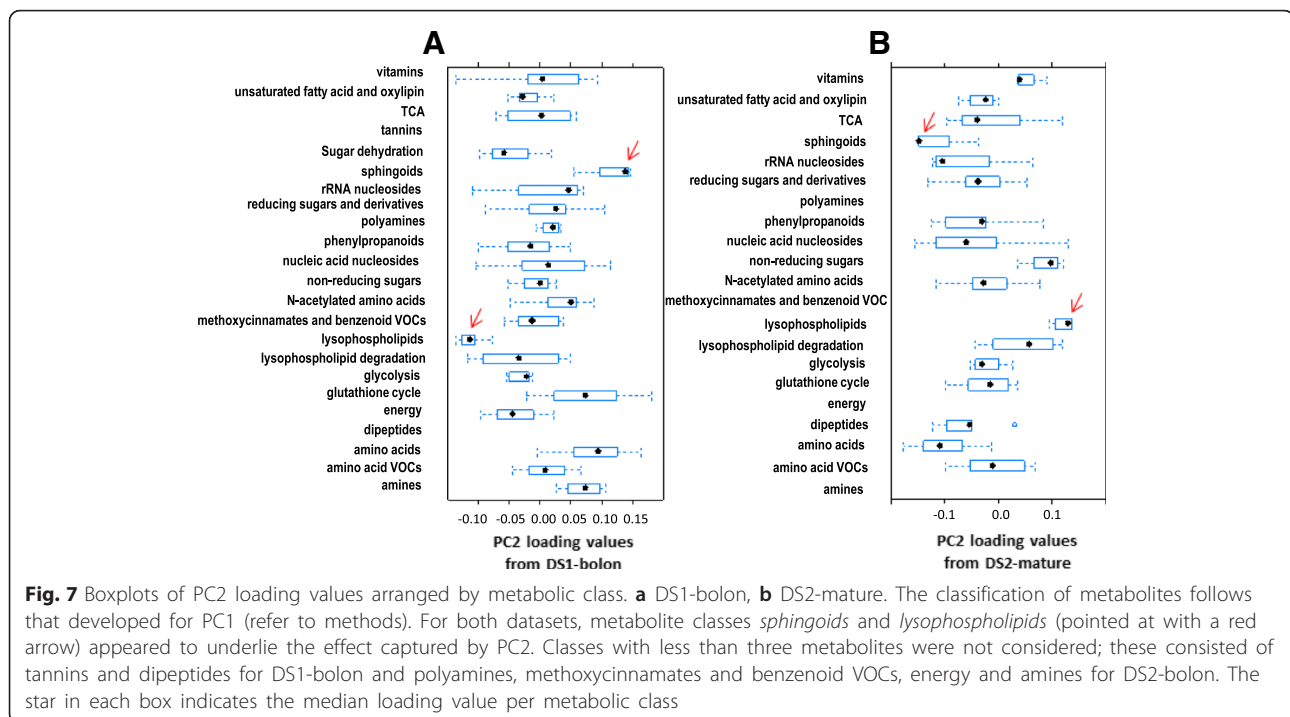 A
vitamins
unsaturated fatty acid and oxylipin
TCA
tannins
Sugar dehydration
sphingoids
rRNA nucleosides
reducing sugars and derivatives
polyamines
phenylpropanoids
nucleic acid nucleosides
non-reducing sugars
N-acetylated amino acids
methoxycinnamates and benzenoid VOCs
lysophospholipids
lysophospholipid degradation
glycolysis
glutathione cycle
energy
dipeptides
amino acids
amino acid VOCs
amines
-0.10 -0.05 0.00 0.05 0.10 0.15
PC2 loading values
from DS1-bolon
B
vitamins
unsaturated fatty acid and oxylipin
TCA
sphingoids
rRNA nucleosides
reducing sugars and derivatives
polyamines
phenylpropanoids
nucleic acid nucleosides
non-reducing sugars
N-acetylated amino acids
methoxycinnamates and benzenoid VOC
lysophospholipids
lysophospholipid degradation
glycolysis
glutathione cycle
energy
dipeptides
amino acids
amino acid VOCs
amines
-0.1 0.0 0.1
PC2 loading values
from DS2-mature
Fig. 7 Boxplots of PC2 loading values arranged by metabolic class. a DS1-bolon, b DS2-mature. The classification of metabolites follows
that developed for PC1 (refer to methods). For both datasets, metabolite classes sphingoids and lysophospholipids (pointed at with a red
arrow) appeared to underlie the effect captured by PC2. Classes with less than three metabolites were not considered; these consisted of
tannins and dipeptides for DS1-bolon and polyamines, methoxycinnamates and benzenoid VOCs, energy and amines for DS2-bolon. The
star in each box indicates the median loading value per metabolic class